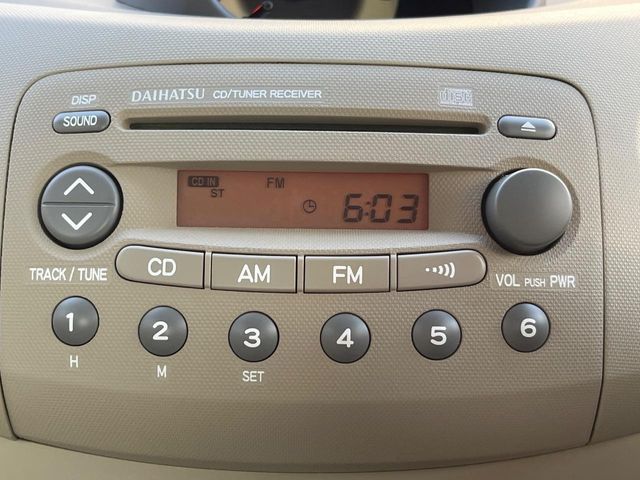 DISP
DAIHATSU CD/TUNER RECEIVER
disc
SOUND
CD IN
ST
FM
6:03
CD
AM
FM
TRACK / TUNE
VOL PUSH PWR
1
2
3
4
5
6
H
M
SET